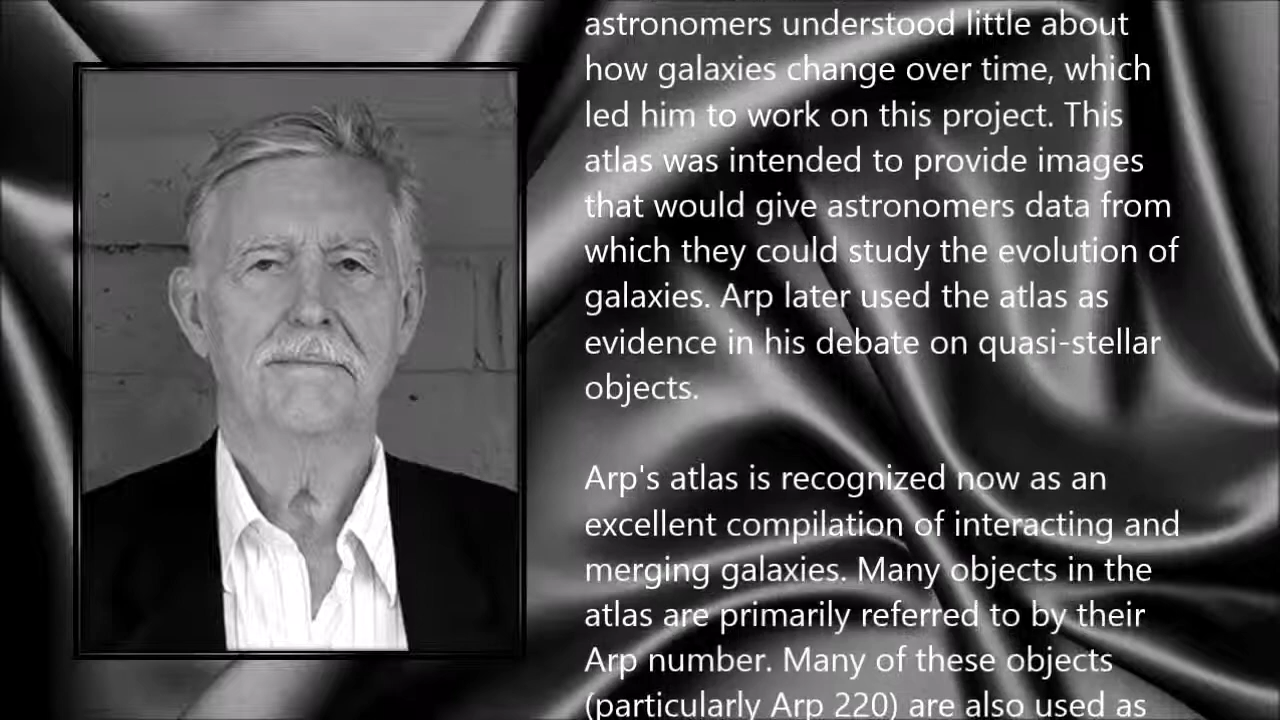 astronomers understood little about
how galaxies change over time, which
led him to work on this project. This
atlas was intended to provide images
that would give astronomers data from
which they could study the evolution of
galaxies. Arp later used the atlas as
evidence in his debate on quasi-stellar
objects.
Arp's atlas is recognized now as an
excellent compilation of interacting and
merging galaxies. Many objects in the
atlas are primarily referred to by their
Arp number. Many of these objects
(particularly Arp 220) are also used as